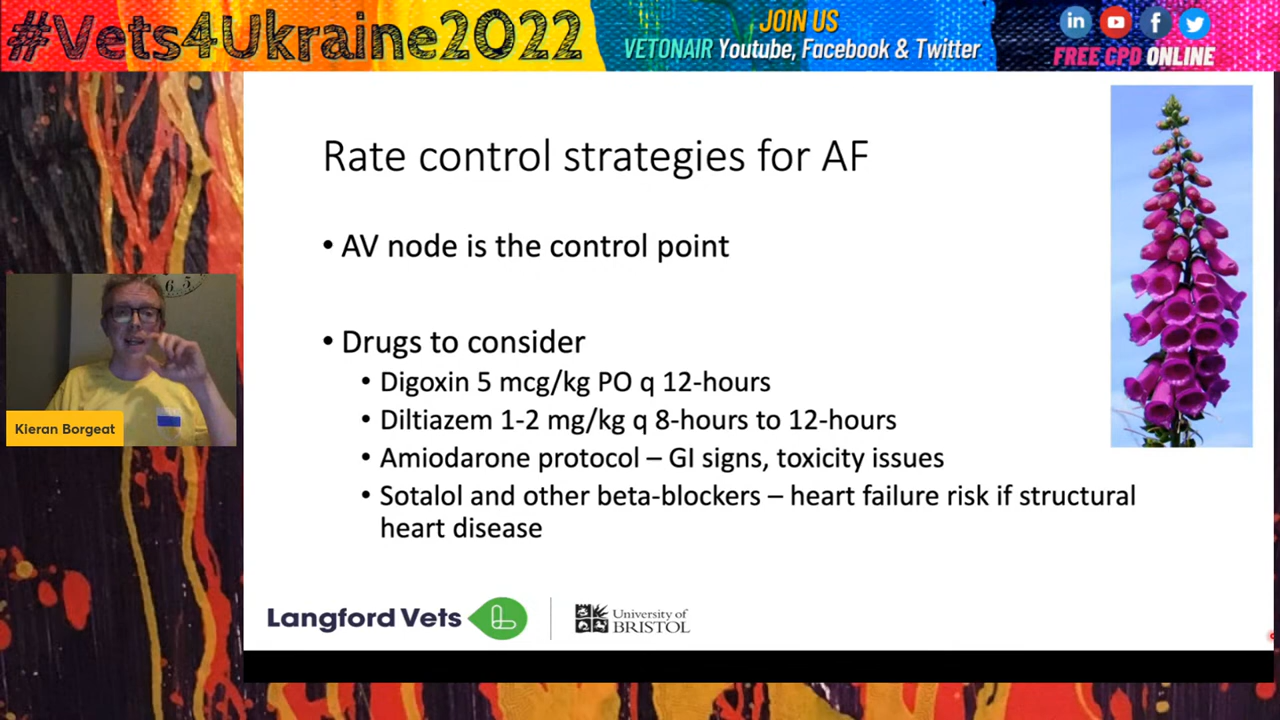 #Vets4Ukraine2022
JOIN US
VETONAIR Youtube, Facebook & Twitter
FREE CPD ONLINE
Rate control strategies for AF
• AV node is the control point
• Drugs to consider
• Digoxin 5 mcg/kg PO q 12-hours
• Diltiazem 1-2 mg/kg q 8-hours to 12-hours
• Amiodarone protocol – GI signs, toxicity issues
• Sotalol and other beta-blockers – heart failure risk if structural
heart disease
6 5
Kieran Borgeat
Langford Vets
University of
BRISTOL